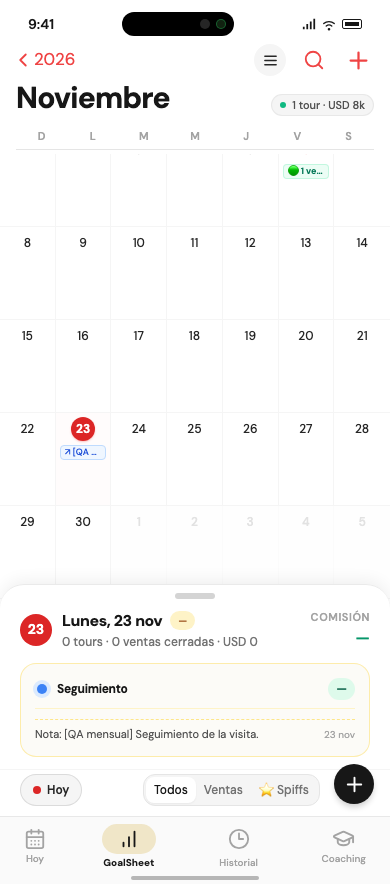 9:41
2026
Noviembre
1 tour · USD 8k
D L M M J V S
1 ve...
8 9 10 11 12 13 14
15 16 17 18 19 20 21
22 23 24 25 26 27 28
[QA ...
29 30 1 2 3 4 5
23
Lunes, 23 nov –
COMISIÓN
0 tours · 0 ventas cerradas · USD 0
–
Seguimiento –
Nota: [QA mensual] Seguimiento de la visita. 23 nov
Hoy Todos Ventas Spiffs
Hoy GoalSheet Historial Coaching